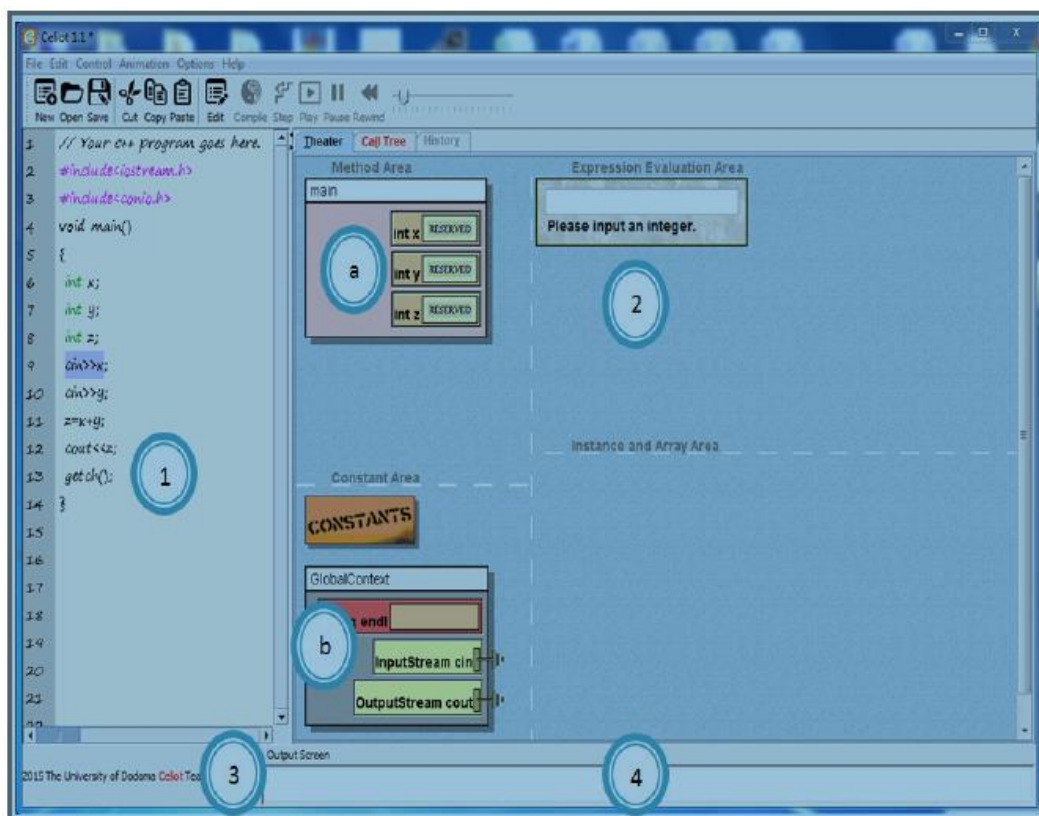 Celiot 1.1 *
File Edit Control Animation Options Help
New Open Save Cut Copy Paste Edit Compile Step Play Pause Rewind
1 // Your c++ program goes here.
2 #include<iostream.h>
3 #include<conio.h>
4 void main()
5 {
6 int x;
7 int y;
8 int z;
9 cin>>x;
10 cin>>y;
11 z=x+y;
12 cout<<z;
13 getch();
14 }
15
16
17
18
19
20
21
22
1
Theater Call Tree History
Method Area
main
int x RESERVED
int y RESERVED
int z RESERVED
a
Expression Evaluation Area
Please input an integer.
2
Instance and Array Area
Constant Area
CONSTANTS
GlobalContext
endl
b
InputStream cin
OutputStream cout
Output Screen
2015 The University of Dodoma Celiot
3
4